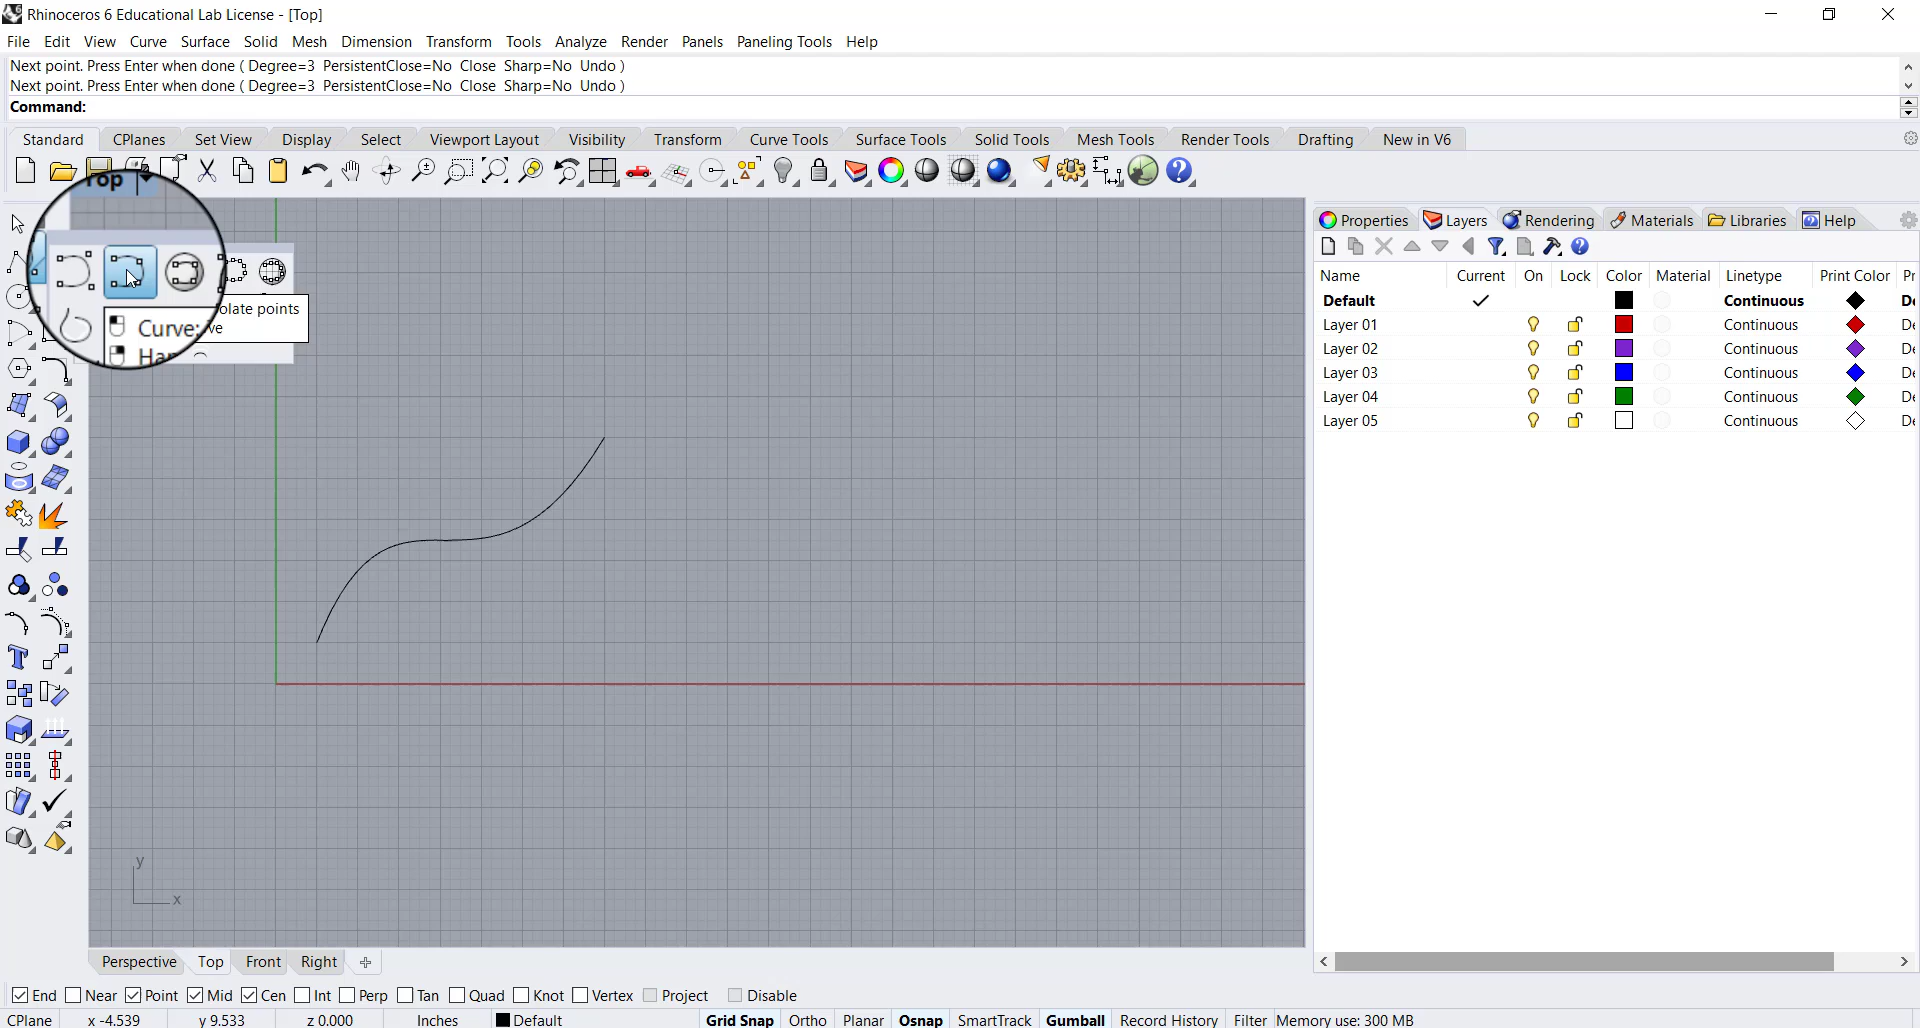 Rhinoceros 6 Educational Lab License - [Top]
File Edit View Curve Surface Solid Mesh Dimension Transform Tools Analyze Render Panels Paneling Tools Help
Next point. Press Enter when done ( Degree=3 PersistentClose=No Close Sharp=No Undo )
Next point. Press Enter when done ( Degree=3 PersistentClose=No Close Sharp=No Undo )
Command:
Standard CPlanes Set View Display Select Viewport Layout Visibility Transform Curve Tools Surface Tools Solid Tools Mesh Tools Render Tools Drafting New in V6
Top
Properties Layers Rendering Materials Libraries Help
Name Current On Lock Color Material Linetype Print Color
Default Continuous
Layer 01 Continuous
Layer 02 Continuous
Layer 03 Continuous
Layer 04 Continuous
Layer 05 Continuous
olate points
Curve:
y
x
Perspective Top Front Right
End Near Point Mid Cen Int Perp Tan Quad Knot Vertex Project Disable
CPlane x -4.539 y 9.533 z 0.000 Inches Default Grid Snap Ortho Planar Osnap SmartTrack Gumball Record History Filter Memory use: 300 MB